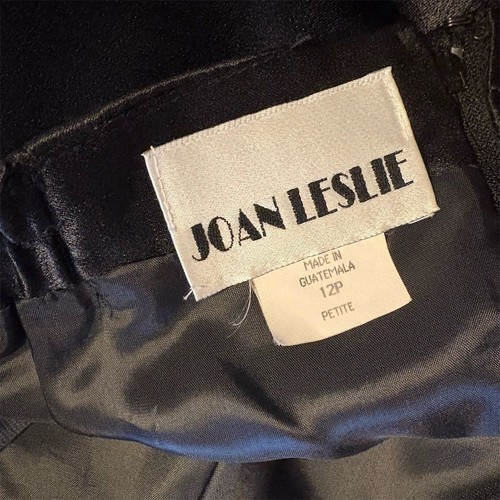 JOAN LESLIE
MADE IN
GUATEMALA
12P
PETITE